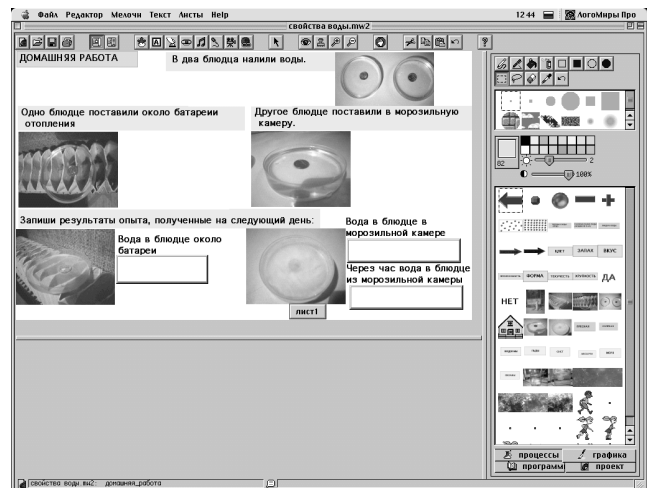 Файл Редактор Мелочи Текст Листы Help 12:44 ЛогоМиры Про
свойства воды.mw2
ДОМАШНЯЯ РАБОТА
В два блюдца налили воды.
Одно блюдце поставили около батареии
отопления
Другое блюдце поставили в морозильную
камеру.
Запиши результаты опыта, полученные на следующий день:
Вода в блюдце около
батареи
Вода в блюдце в
морозильной камере
Через час вода в блюдце
из морозильной камеры
лист1
82
2
100%
ЦВЕТ ЗАПАХ ВКУС
ФОРМА ДА
НЕТ
процессы графика
программ проект
свойства воды.mw2: домашняя_работа